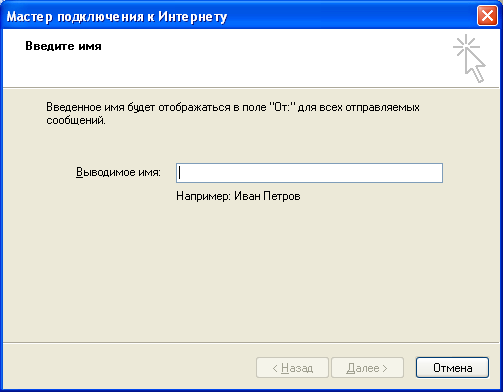 Мастер подключения к Интернету
Введите имя
Введенное имя будет отображаться в поле "От:" для всех отправляемых
сообщений.
Выводимое имя:
Например: Иван Петров
< Назад
Далее >
Отмена